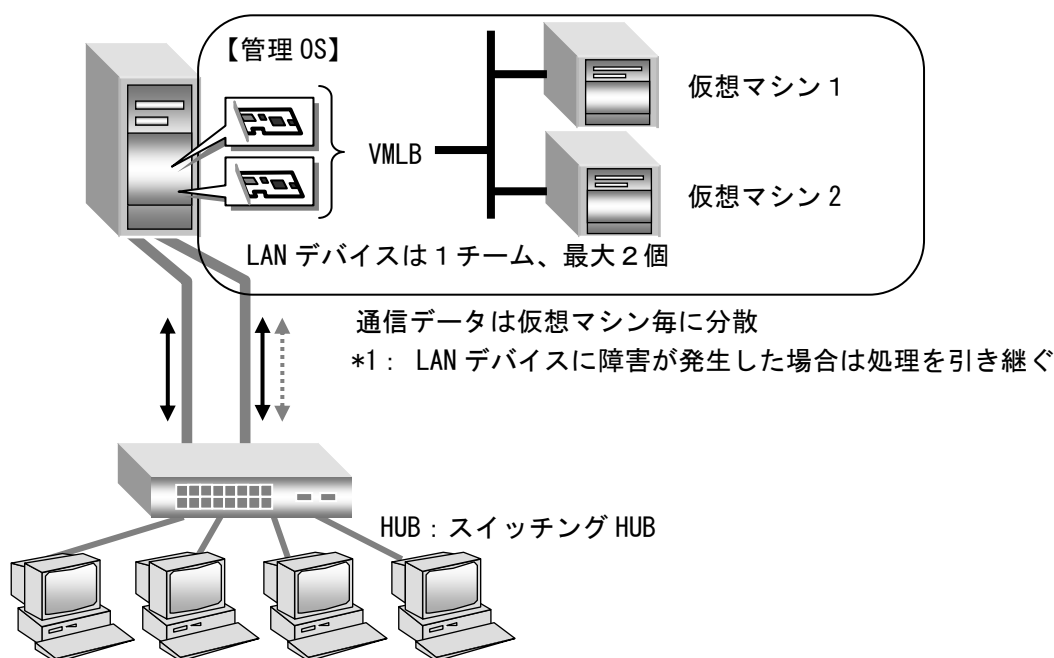 【管理 OS】
仮想マシン１
VMLB
仮想マシン 2
LAN デバイスは１チーム、最大２個
通信データは仮想マシン毎に分散
*1： LAN デバイスに障害が発生した場合は処理を引き継ぐ
HUB：スイッチング HUB